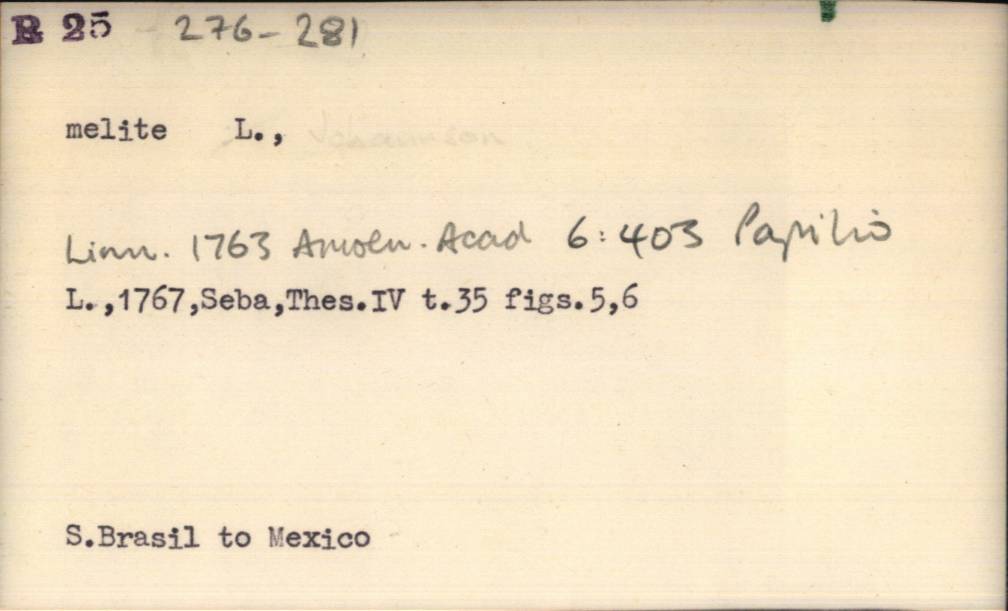 R 25 276-281
melite L., Johansson
Linn. 1763 Amoen. Acad 6:403 Papilio
L.,1767,Seba,Thes.IV t.35 figs.5,6
S.Brasil to Mexico